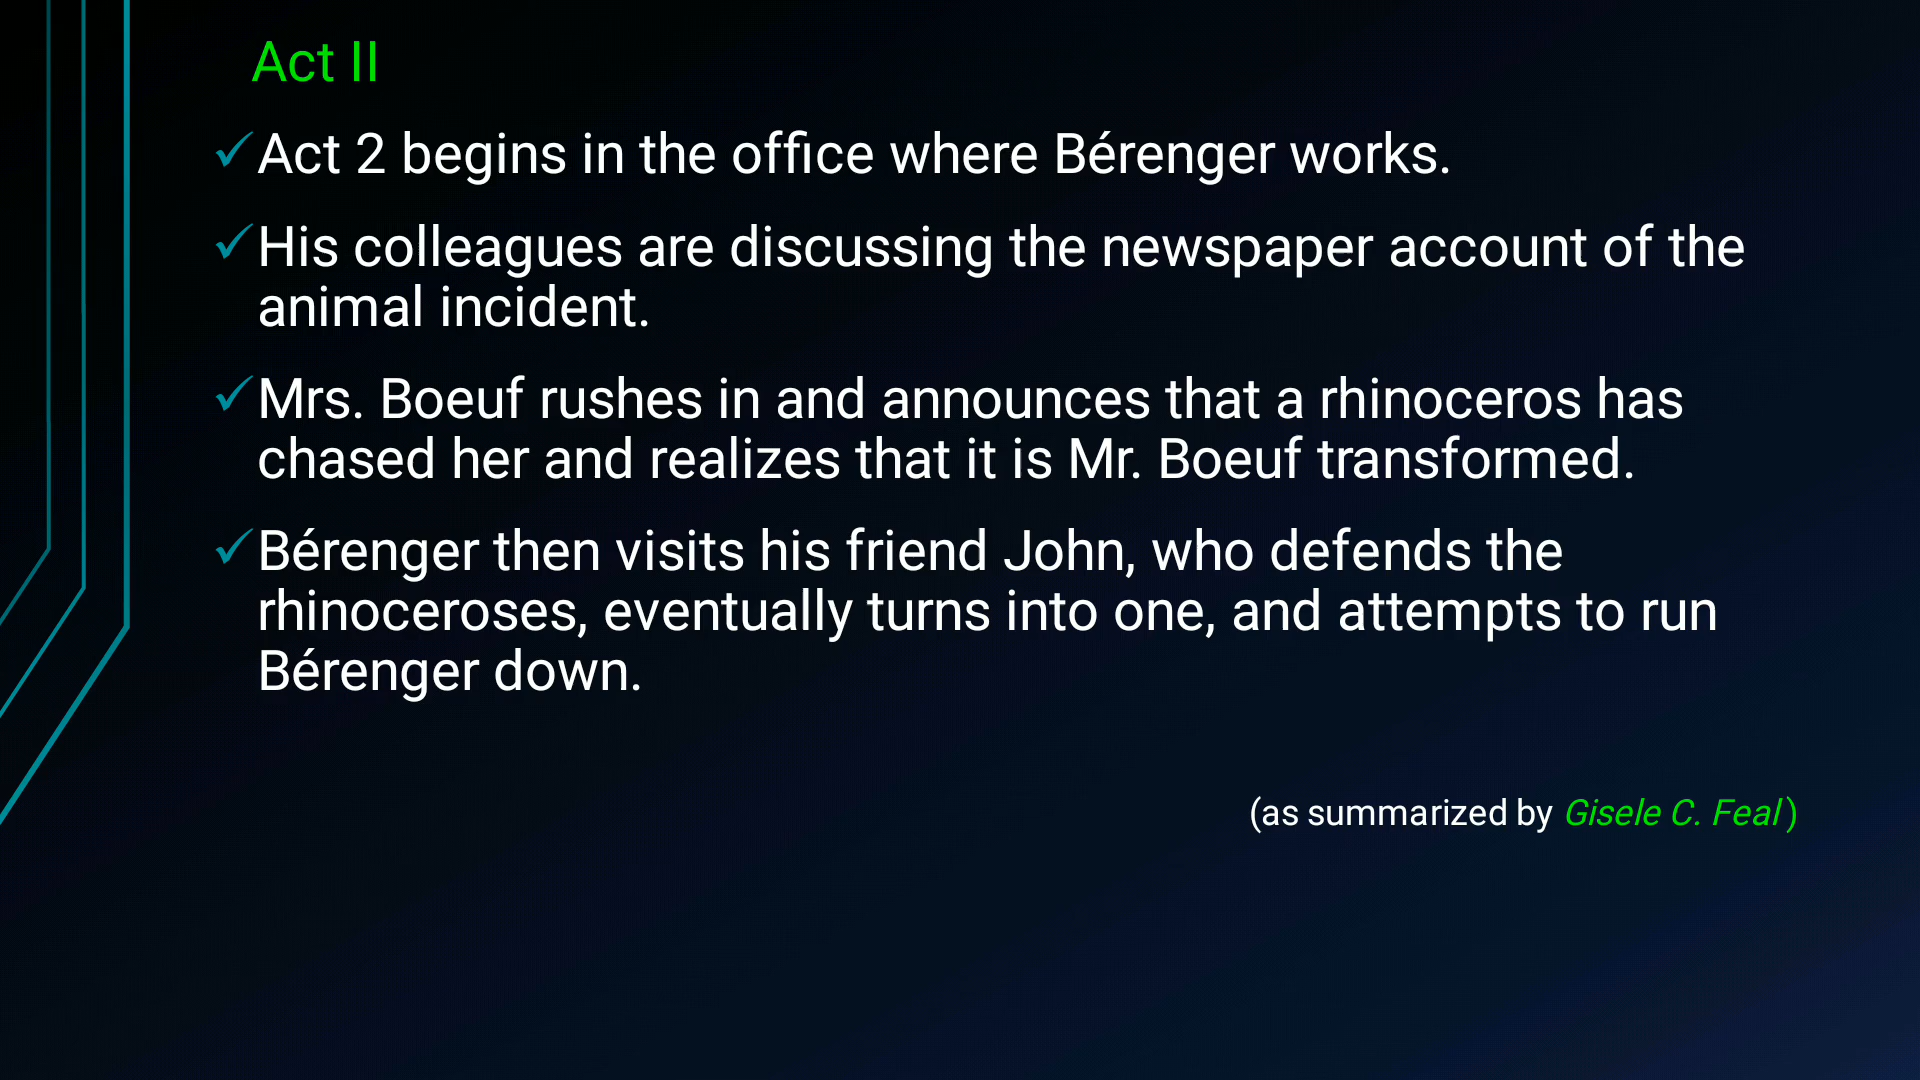 Act II
✓Act 2 begins in the office where Bérenger works.
✓His colleagues are discussing the newspaper account of the
animal incident.
✓Mrs. Boeuf rushes in and announces that a rhinoceros has
chased her and realizes that it is Mr. Boeuf transformed.
✓Bérenger then visits his friend John, who defends the
rhinoceroses, eventually turns into one, and attempts to run
Bérenger down.
(as summarized by Gisele C. Feal)